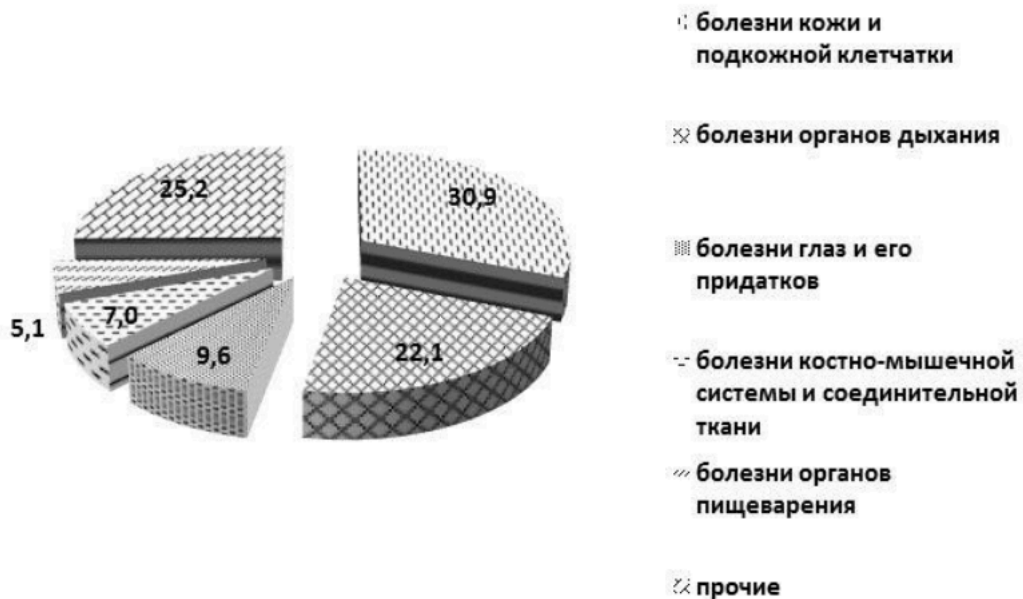 болезни кожи и
подкожной клетчатки
болезни органов дыхания
болезни глаз и его
придатков
болезни костно-мышечной
системы и соединительной
ткани
болезни органов
пищеварения
прочие
25,2
30,9
5,1
7,0
9,6
22,1